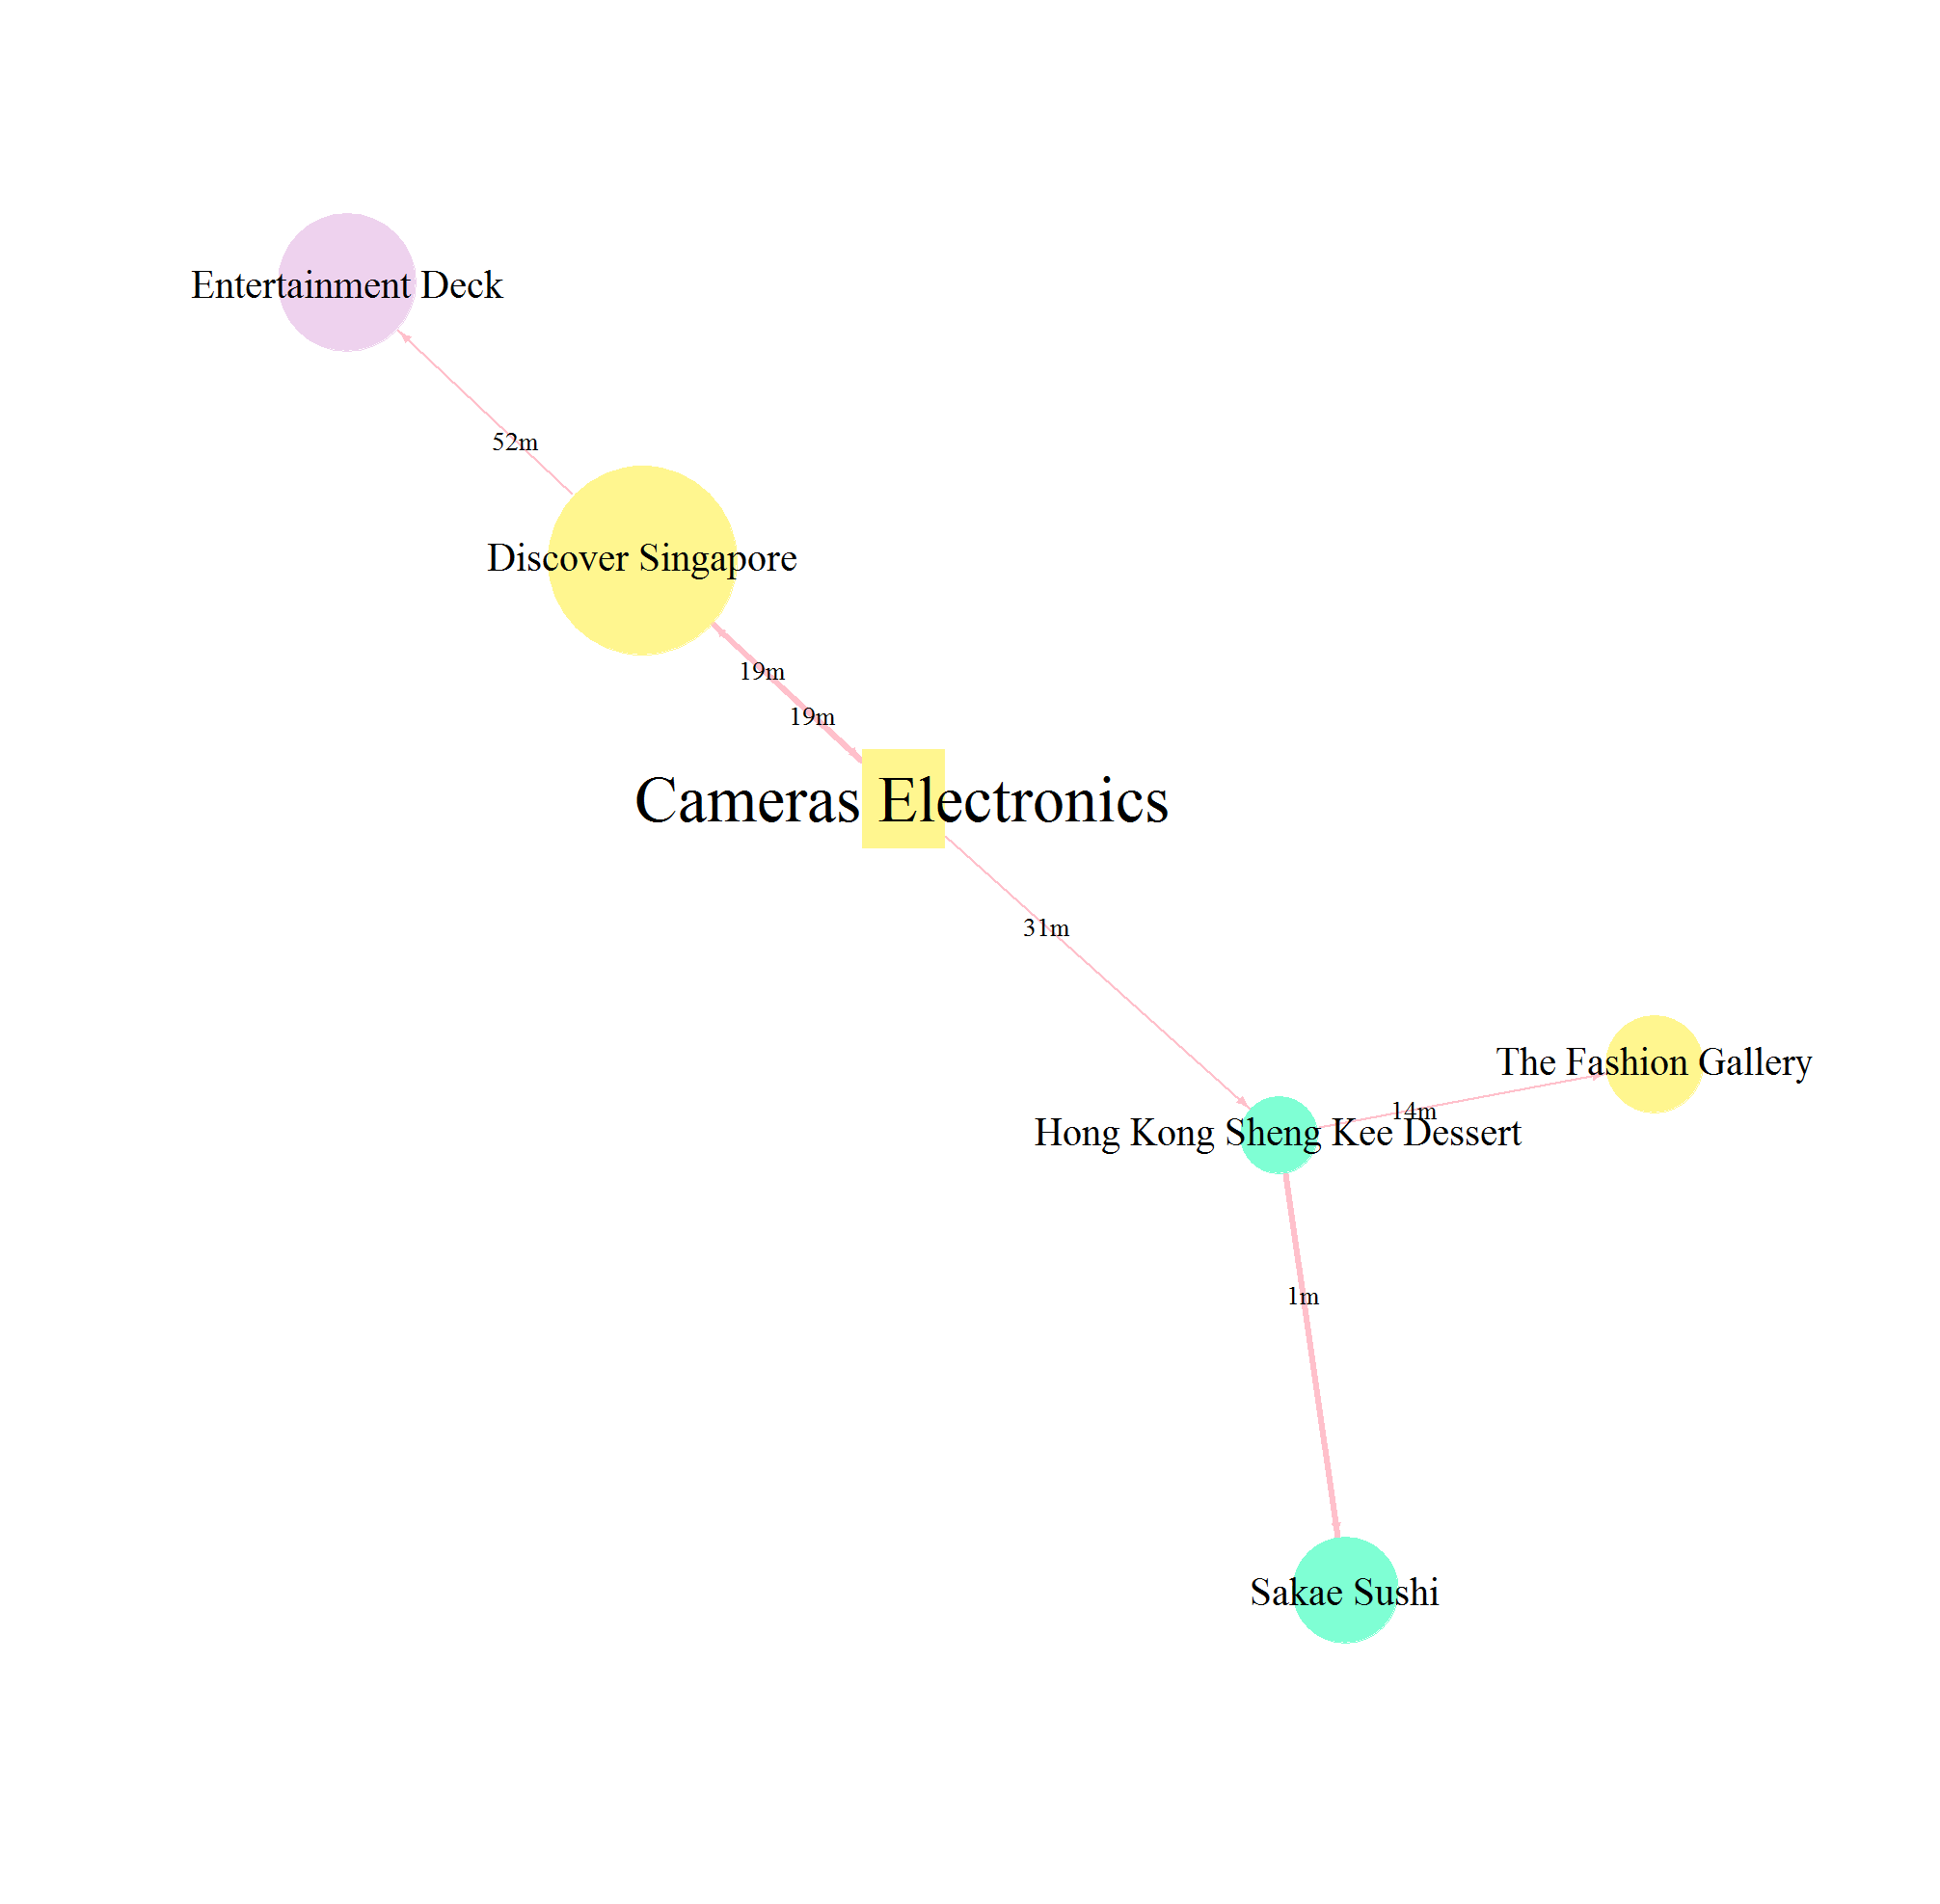 Entertainment Deck
52m
Discover Singapore
19m
19m
Cameras Electronics
31m
The Fashion Gallery
14m
Hong Kong Sheng Kee Dessert
1m
Sakae Sushi